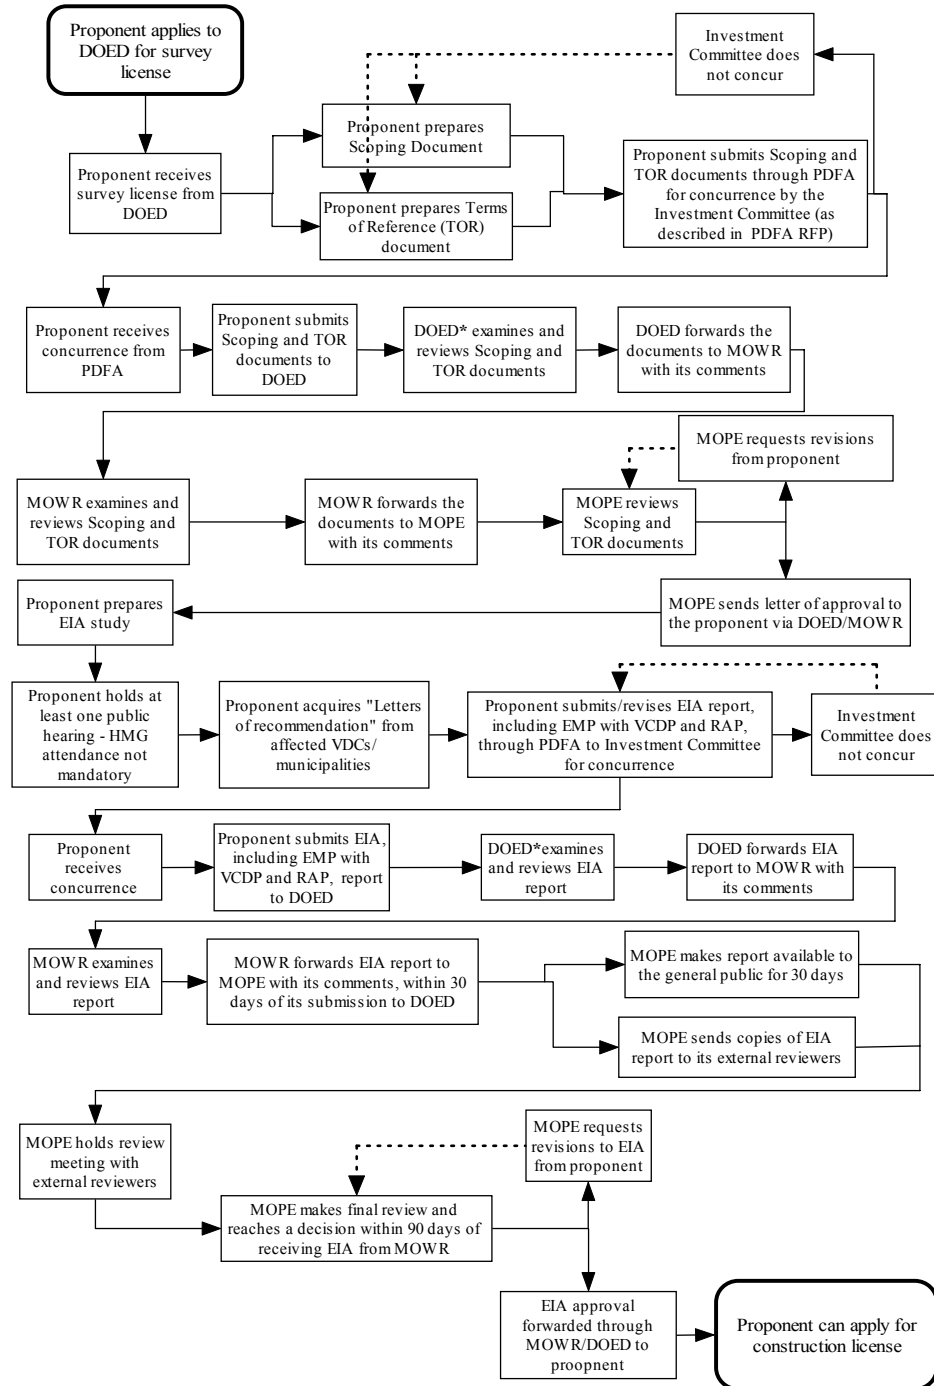 Proponent applies to
DOED for survey
license
Investment
Committee does
not concur
Proponent prepares
Scoping Document
Proponent receives
survey license from
DOED
Proponent prepares Terms
of Reference (TOR)
document
Proponent submits Scoping and
TOR documents through PDFA
for concurrence by the
Investment Committee (as
described in PDFA RFP)
Proponent receives
concurrence from
PDFA
Proponent submits
Scoping and TOR
documents to
DOED
DOED* examines and
reviews Scoping and
TOR documents
DOED forwards the
documents to MOWR
with its comments
MOPE requests revisions
from proponent
MOWR examines and
reviews Scoping and
TOR documents
MOWR forwards the
documents to MOPE
with its comments
MOPE reviews
Scoping and
TOR documents
Proponent prepares
EIA study
MOPE sends letter of approval to
the proponent via DOED/MOWR
Proponent holds at
least one public
hearing - HMG
attendance not
mandatory
Proponent acquires "Letters
of recommendation" from
affected VDCs/
municipalities
Proponent submits/revises EIA report,
including EMP with VCDP and RAP,
through PDFA to Investment Committee
for concurrence
Investment
Committee does
not concur
Proponent
receives
concurrence
Proponent submits EIA,
including EMP with
VCDP and RAP, report
to DOED
DOED*examines
and reviews EIA
report
DOED forwards EIA
report to MOWR with
its comments
MOWR examines
and reviews EIA
report
MOWR forwards EIA report to
MOPE with its comments, within 30
days of its submission to DOED
MOPE makes report available to
the general public for 30 days
MOPE sends copies of EIA
report to its external reviewers
MOPE holds review
meeting with
external reviewers
MOPE requests
revisions to EIA
from proponent
MOPE makes final review and
reaches a decision within 90 days of
receiving EIA from MOWR
EIA approval
forwarded through
MOWR/DOED to
proopnent
Proponent can apply for
construction license